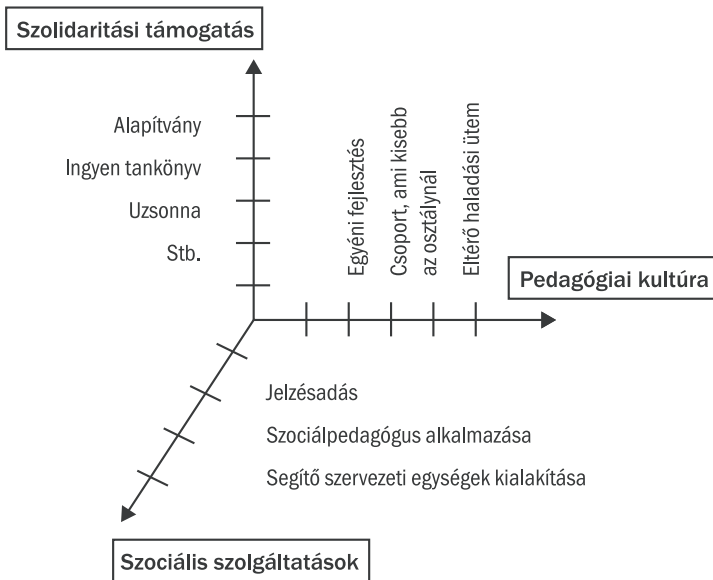 Szolidaritási támogatás
Alapítvány
Ingyen tankönyv
Uzsonna
Stb.
Egyéni fejlesztés
Csoport, ami kisebb
az osztálynál
Eltérő haladási ütem
Pedagógiai kultúra
Jelzésadás
Szociálpedagógus alkalmazása
Segítő szervezeti egységek kialakítása
Szociális szolgáltatások